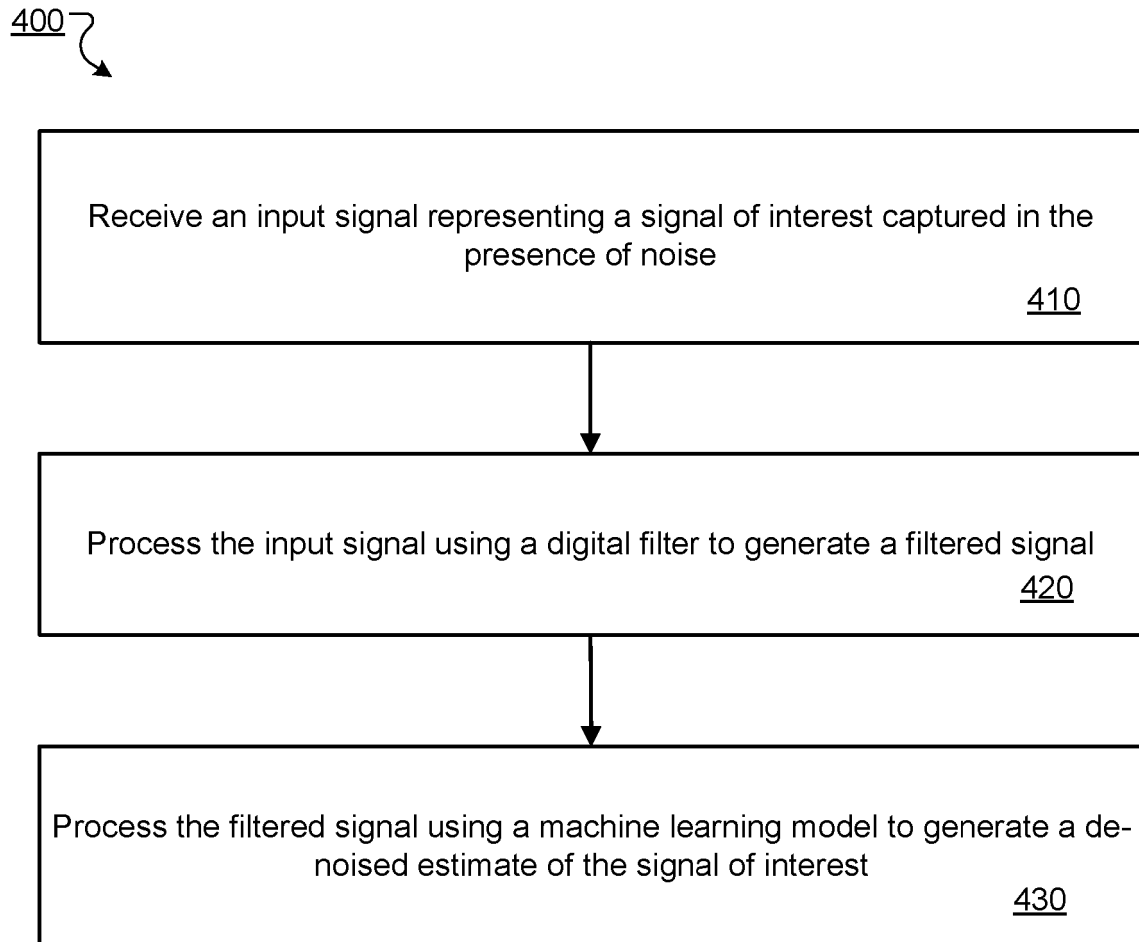 400
Receive an input signal representing a signal of interest captured in the
presence of noise
410
Process the input signal using a digital filter to generate a filtered signal
420
Process the filtered signal using a machine learning model to generate a de-
noised estimate of the signal of interest
430